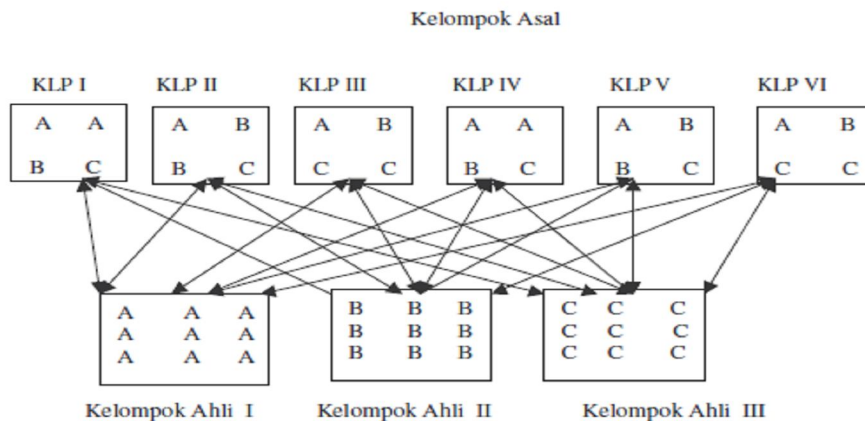 Kelompok Asal
KLP I KLP II KLP III KLP IV KLP V KLP VI
A A A B A B A A A B A B
B C B C C C B C B C C C
A A A B B B C C C
A A A B B B C C C
A A A B B B C C C
Kelompok Ahli I Kelompok Ahli II Kelompok Ahli III